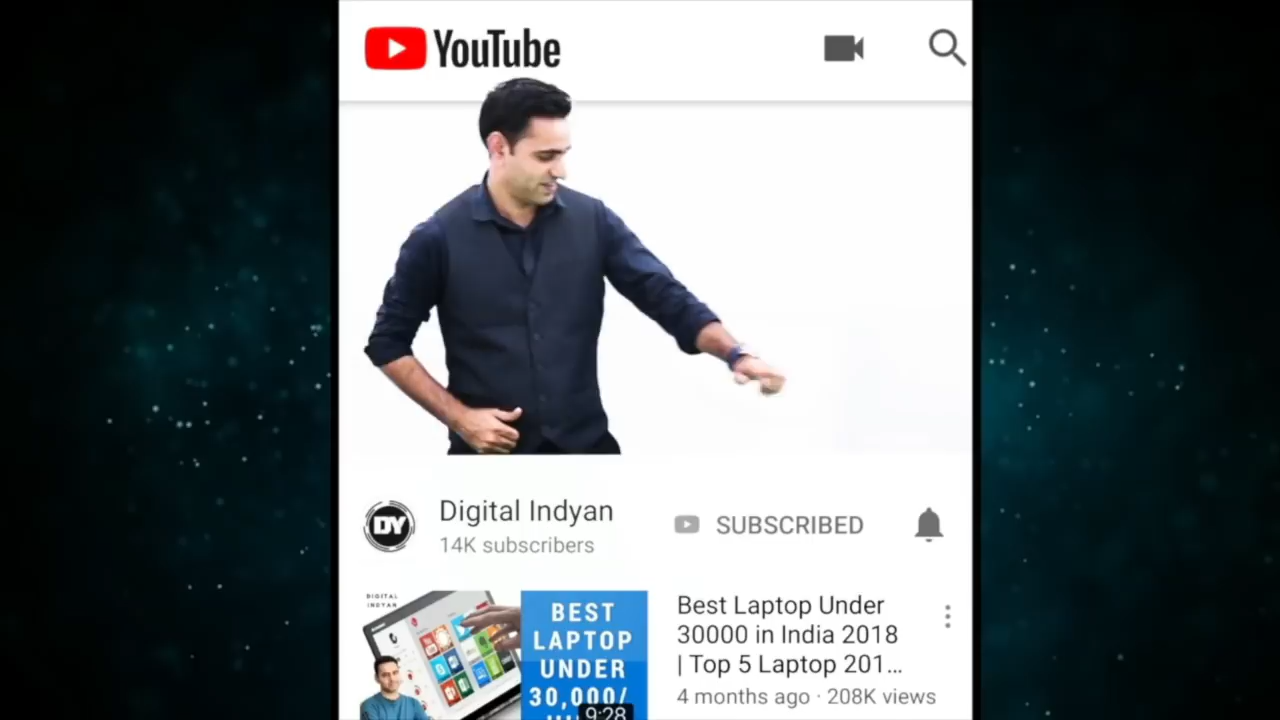 YouTube
Digital Indyan
14K subscribers
SUBSCRIBED
DY
DIGITAL
INDYAN
BEST
LAPTOP
UNDER
30,000/
9:28
Best Laptop Under
30000 in India 2018
| Top 5 Laptop 201...
4 months ago · 208K views